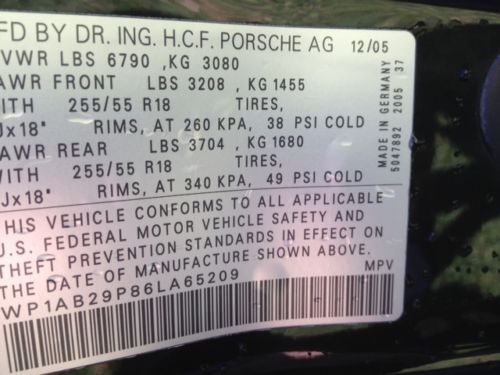 FD BY DR. ING. H.C.F. PORSCHE AG 12/05
VWR LBS 6790 ,KG 3080
AWR FRONT LBS 3208 , KG 1455
ITH 255/55 R18 TIRES,
Jx18" RIMS, AT 260 KPA, 38 PSI COLD
AWR REAR LBS 3704 , KG 1680
WITH 255/55 R18 TIRES,
Jx18" RIMS, AT 340 KPA, 49 PSI COLD
THIS VEHICLE CONFORMS TO ALL APPLICABLE
U.S. FEDERAL MOTOR VEHICLE SAFETY AND
THEFT PREVENTION STANDARDS IN EFFECT ON
THE DATE OF MANUFACTURE SHOWN ABOVE.
WP1AB29P86LA65209 MPV
MADE IN GERMANY
5047892 2005 37